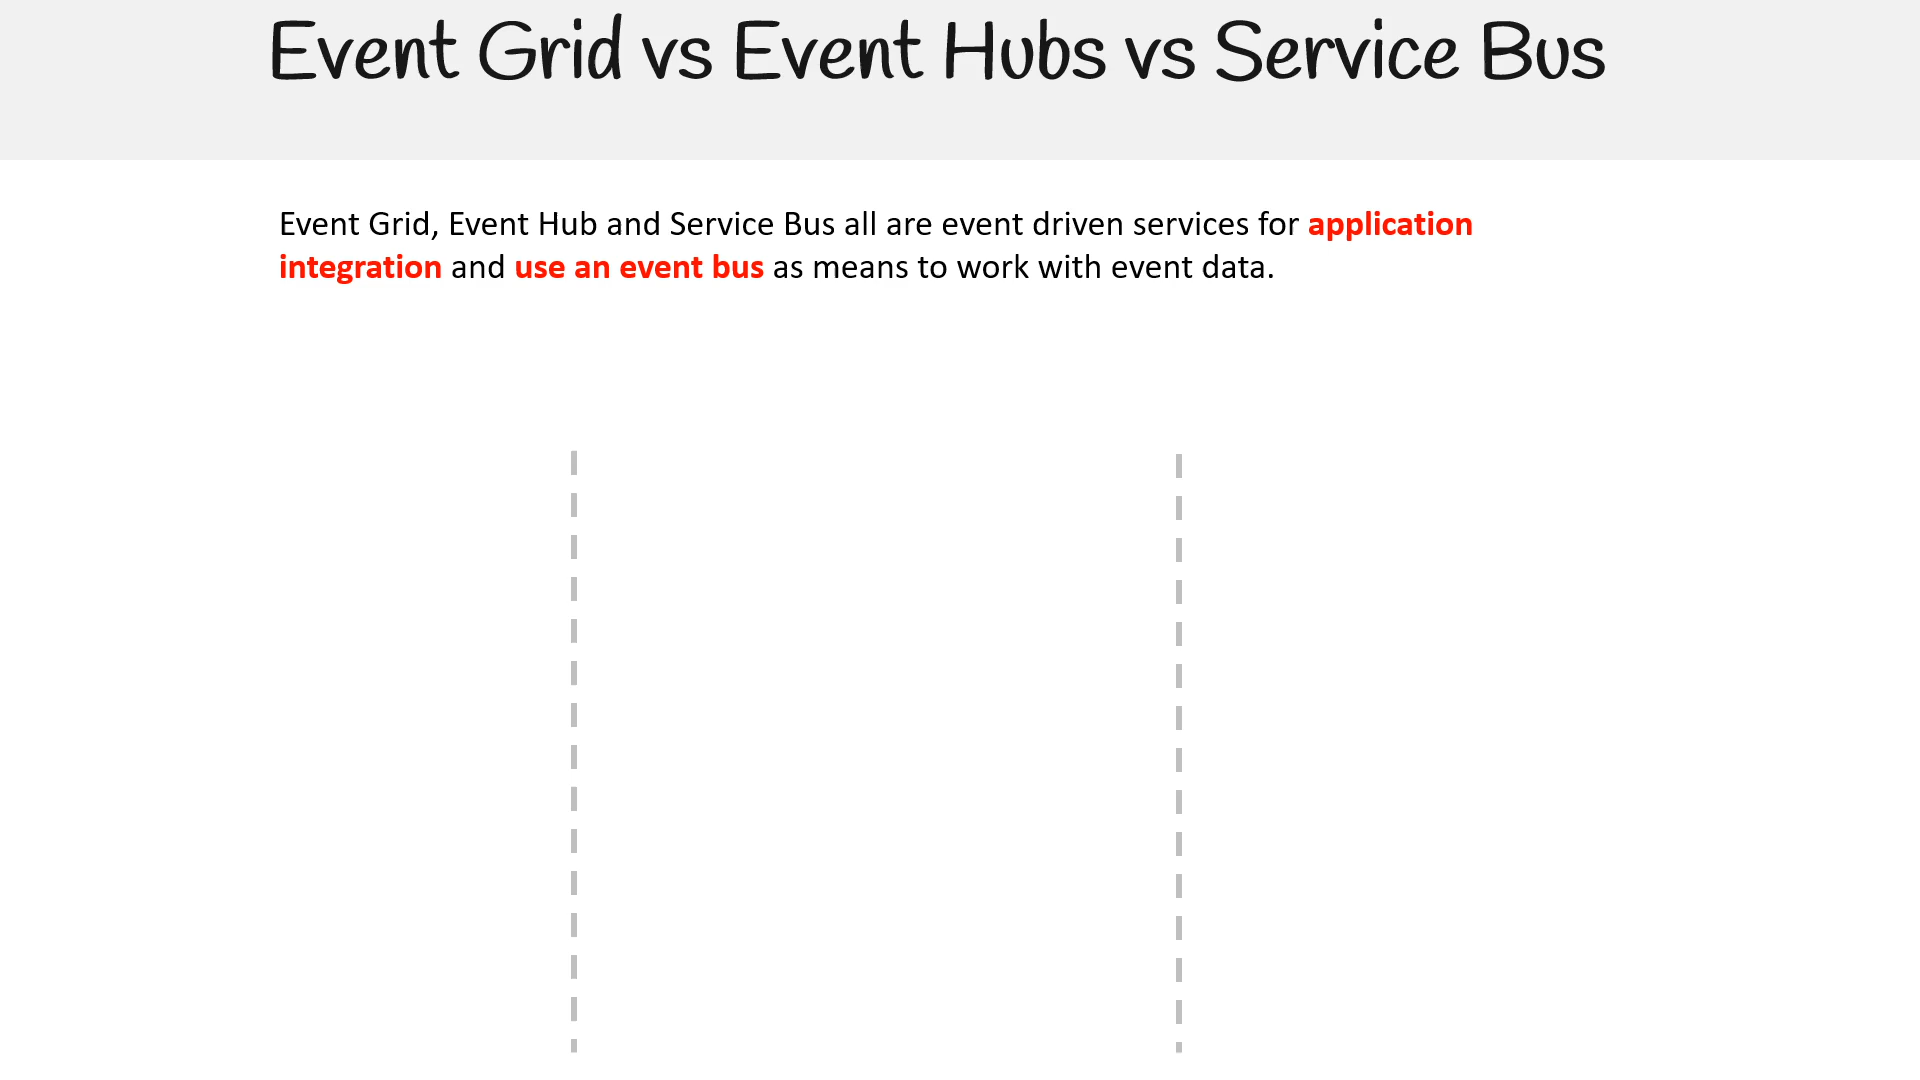 Event Grid vs Event Hubs vs Service Bus
Event Grid, Event Hub and Service Bus all are event driven services for application
integration and use an event bus as means to work with event data.